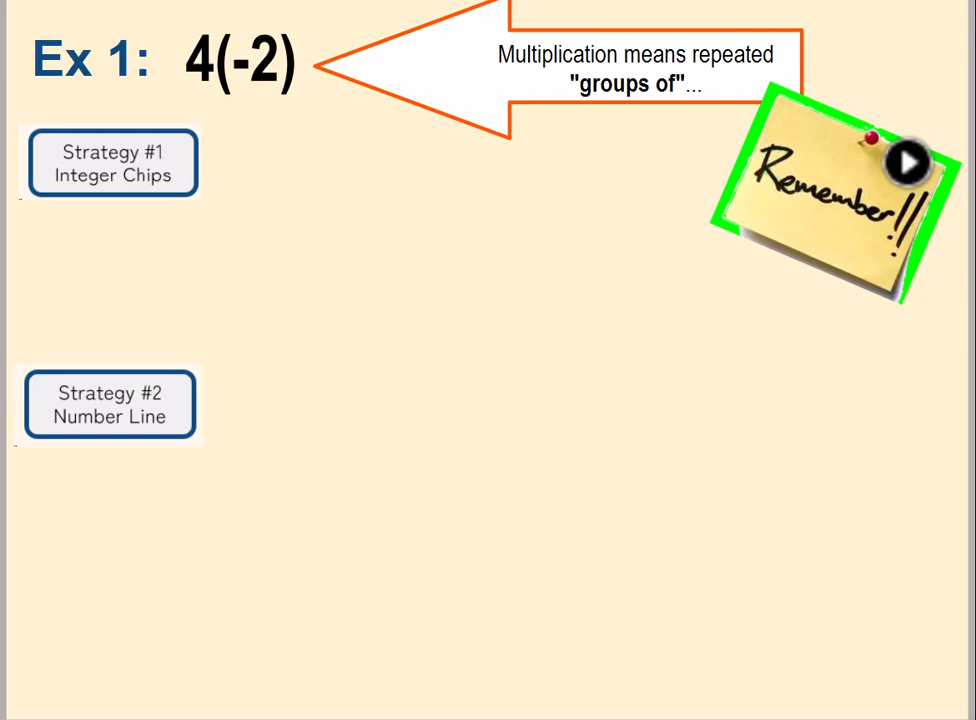 Ex 1: 4(-2)
Multiplication means repeated
"groups of"...
Remember!!
Strategy #1
Integer Chips
Strategy #2
Number Line